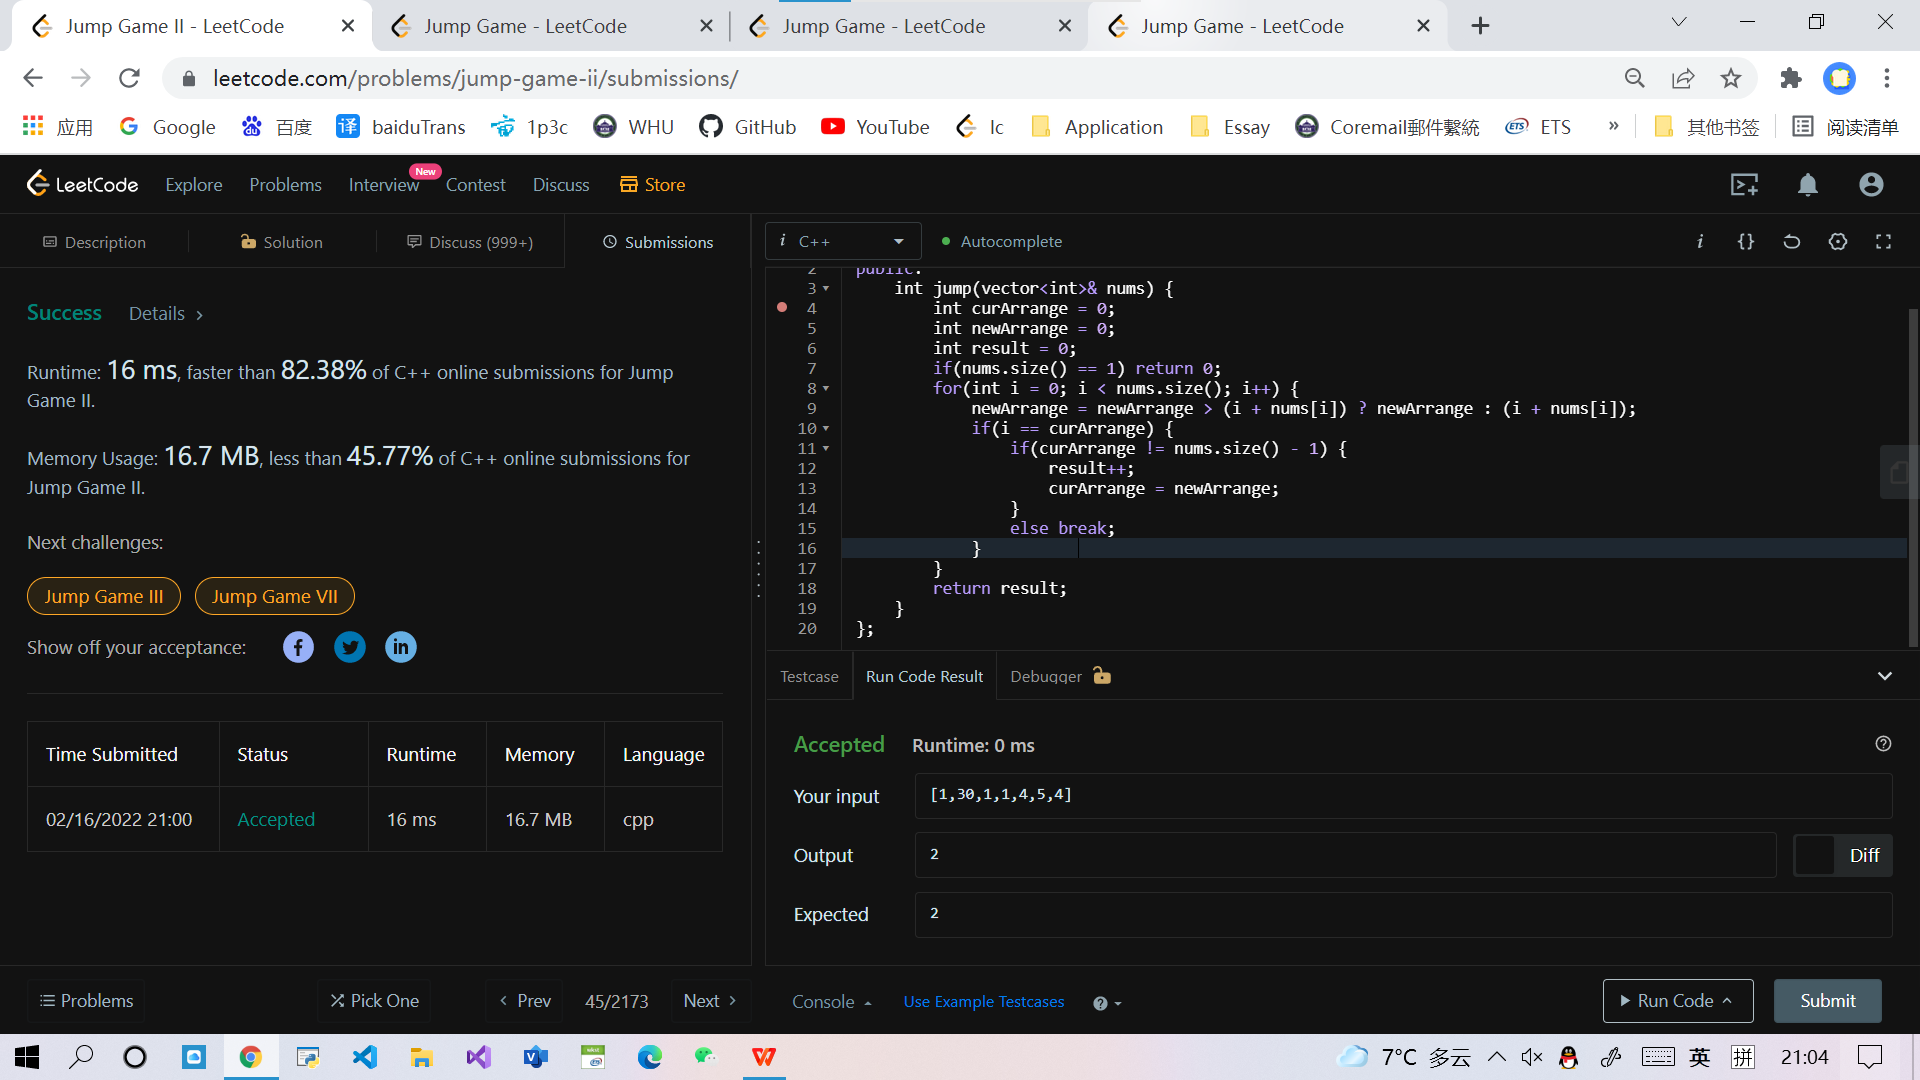 Jump Game II - LeetCode
Jump Game - LeetCode
Jump Game - LeetCode
Jump Game - LeetCode
leetcode.com/problems/jump-game-ii/submissions/
应用
Google
百度
译
baiduTrans
1p3c
WHU
GitHub
YouTube
lc
Application
Essay
Coremail郵件繫統
ETS
ETS
»
其他书签
阅读清单
LeetCode
Explore
Problems
Interview
New
Contest
Discuss
Store
Description
Solution
Discuss (999+)
Submissions
i C++
Autocomplete
i {}
Success Details >
Runtime: 16 ms, faster than 82.38% of C++ online submissions for Jump
Game II.
Memory Usage: 16.7 MB, less than 45.77% of C++ online submissions for
Jump Game II.
Next challenges:
Jump Game III
Jump Game VII
Show off your acceptance:
f
in
Time Submitted Status Runtime Memory Language
02/16/2022 21:00 Accepted 16 ms 16.7 MB cpp
2 public:
3 int jump(vector<int>& nums) {
4 int curArrange = 0;
5 int newArrange = 0;
6 int result = 0;
7 if(nums.size() == 1) return 0;
8 for(int i = 0; i < nums.size(); i++) {
9 newArrange = newArrange > (i + nums[i]) ? newArrange : (i + nums[i]);
10 if(i == curArrange) {
11 if(curArrange != nums.size() - 1) {
12 result++;
13 curArrange = newArrange;
14 }
15 else break;
16 }
17 }
18 return result;
19 }
20 };
Testcase
Run Code Result
Debugger
Accepted Runtime: 0 ms
Your input [1,30,1,1,4,5,4]
Output 2
Diff
Expected 2
Problems
Pick One
< Prev
45/2173
Next >
Console
Use Example Testcases
Run Code
Submit
7°C 多云
英
拼
21:04